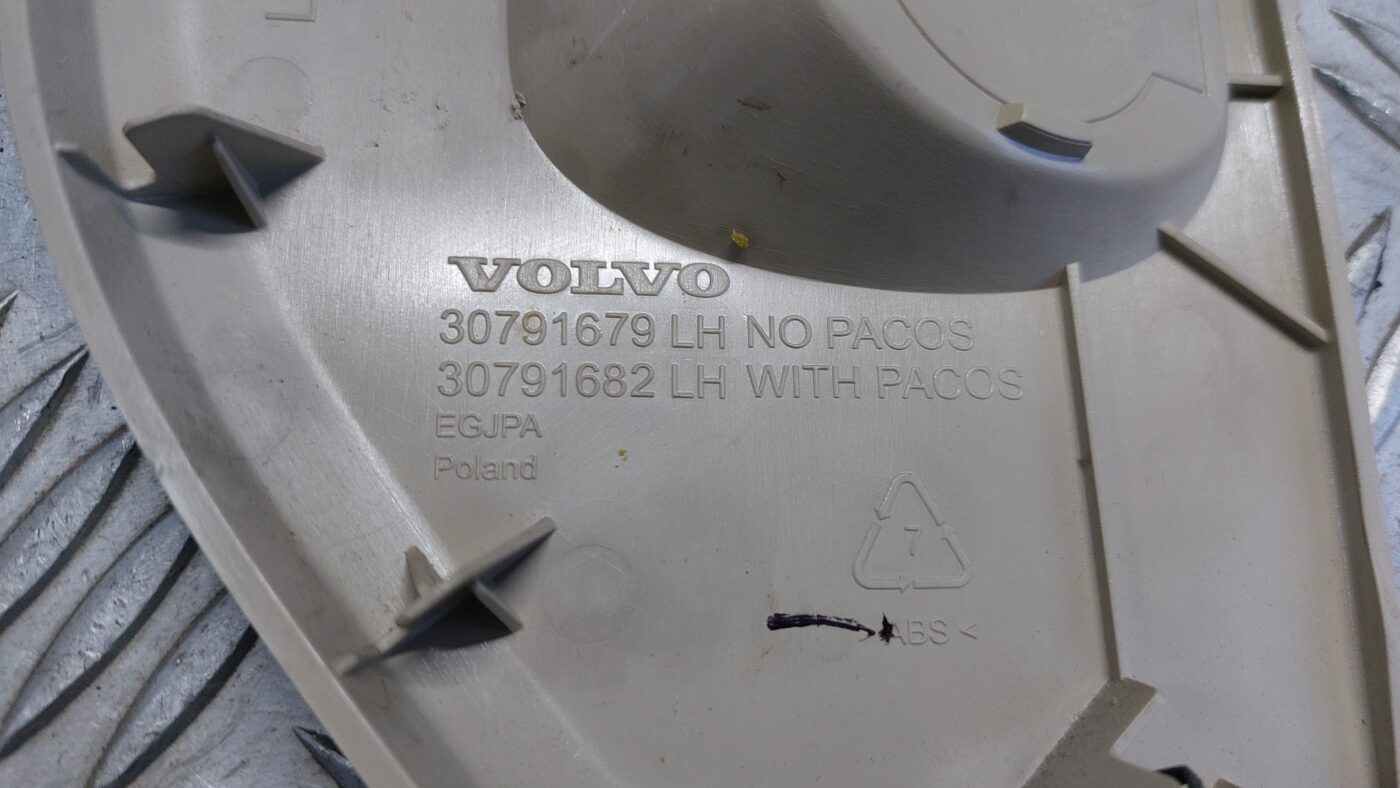 VOLVO
30791679 LH NO PACOS
30791682 LH WITH PACOS
EGJPA
Poland
7
ABS <